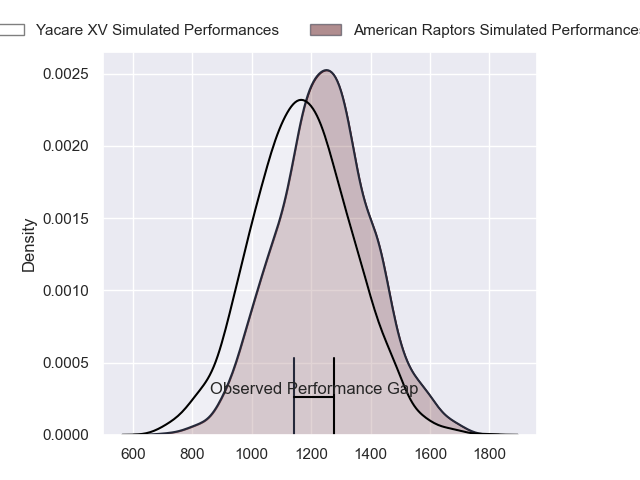 Yacare XV Simulated Performances
American Raptors Simulated Performances
0.0025
0.0020
0.0015
0.0010
0.0005
0.0000
Density
Observed Performance Gap
600 800 1000 1200 1400 1600 1800